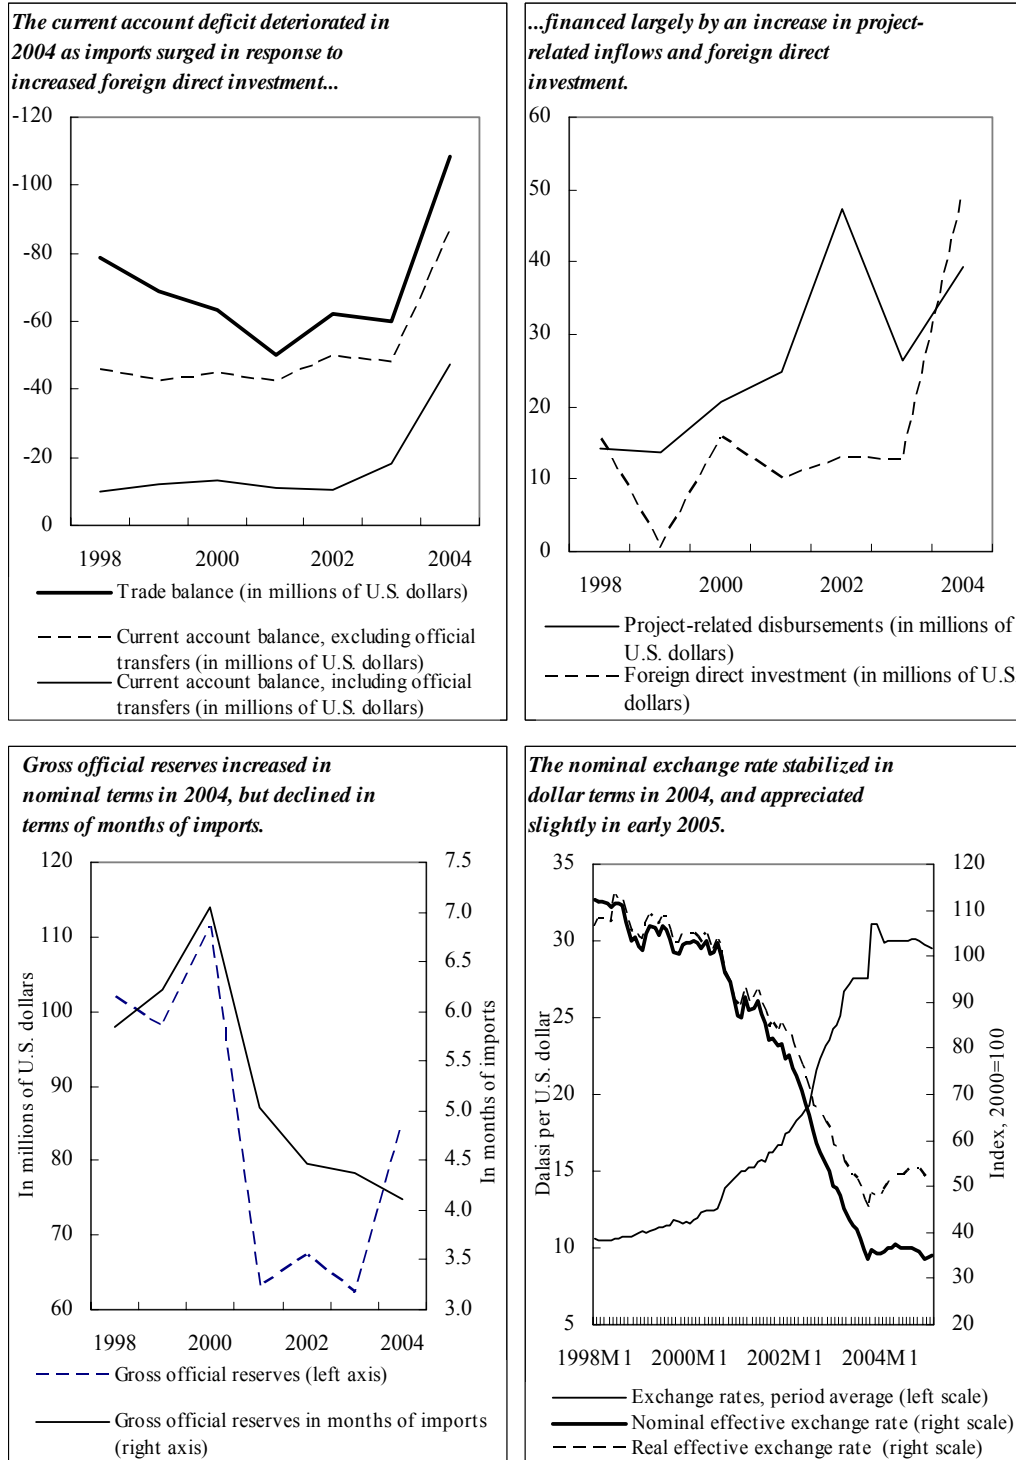 The current account deficit deteriorated in
2004 as imports surged in response to
increased foreign direct investment...
-120
-100
-80
-60
-40
-20
0
1998
2000
2002
2004
Trade balance (in millions of U.S. dollars)
Current account balance, excluding official
transfers (in millions of U.S. dollars)
Current account balance, including official
transfers (in millions of U.S. dollars)
...financed largely by an increase in project-
related inflows and foreign direct
investment.
60
50
40
30
20
10
0
1998
2000
2002
2004
Project-related disbursements (in millions of
U.S. dollars)
Foreign direct investment (in millions of U.S
dollars)
Gross official reserves increased in
nominal terms in 2004, but declined in
terms of months of imports.
120
110
100
90
80
70
60
In millions of U.S. dollars
7.5
7.0
6.5
6.0
5.5
5.0
4.5
4.0
3.5
3.0
In months of imports
1998
2000
2002
2004
Gross official reserves (left axis)
Gross official reserves in months of imports
(right axis)
The nominal exchange rate stabilized in
dollar terms in 2004, and appreciated
slightly in early 2005.
35
30
25
20
15
10
5
Dalasi per U.S. dollar
120
110
100
90
80
70
60
50
40
30
20
Index, 2000=100
1998M1
2000M1
2002M1
2004M1
Exchange rates, period average (left scale)
Nominal effective exchange rate (right scale)
Real effective exchange rate (right scale)